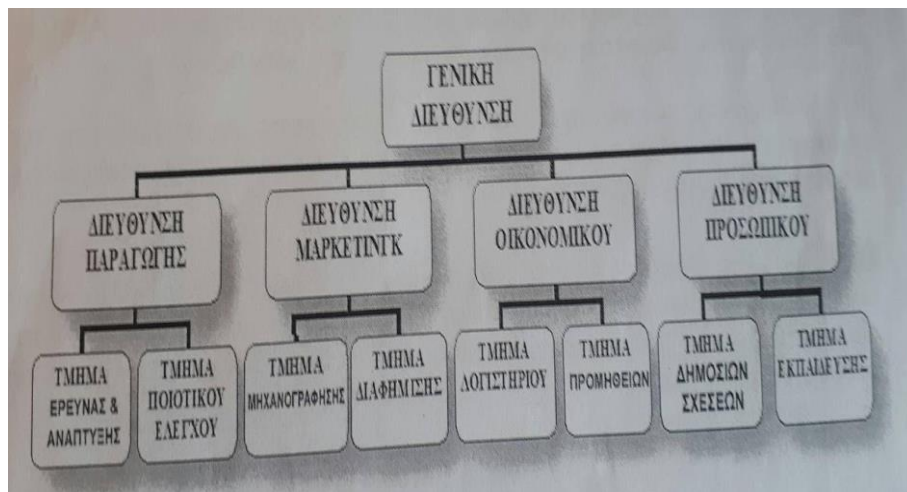 ΓΕΝΙΚΗ
ΔΙΕΥΘΥΝΣΗ
ΔΙΕΥΘΥΝΣΗ
ΠΑΡΑΓΩΓΗΣ
ΔΙΕΥΘΥΝΣΗ
ΜΑΡΚΕΤΙΝΓΚ
ΔΙΕΥΘΥΝΣΗ
ΟΙΚΟΝΟΜΙΚΟΥ
ΔΙΕΥΘΥΝΣΗ
ΠΡΟΣΩΠΙΚΟΥ
ΤΜΗΜΑ
ΕΡΕΥΝΑΣ &
ΑΝΑΠΤΥΞΗΣ
ΤΜΗΜΑ
ΠΟΙΟΤΙΚΟΥ
ΕΛΕΓΧΟΥ
ΤΜΗΜΑ
ΜΗΧΑΝΟΓΡΑΦΗΣΗΣ
ΤΜΗΜΑ
ΔΙΑΦΗΜΙΣΗΣ
ΤΜΗΜΑ
ΛΟΓΙΣΤΗΡΙΟΥ
ΤΜΗΜΑ
ΠΡΟΜΗΘΕΙΩΝ
ΤΜΗΜΑ
ΔΗΜΟΣΙΩΝ
ΣΧΕΣΕΩΝ
ΤΜΗΜΑ
ΕΚΠΑΙΔΕΥΣΗΣ